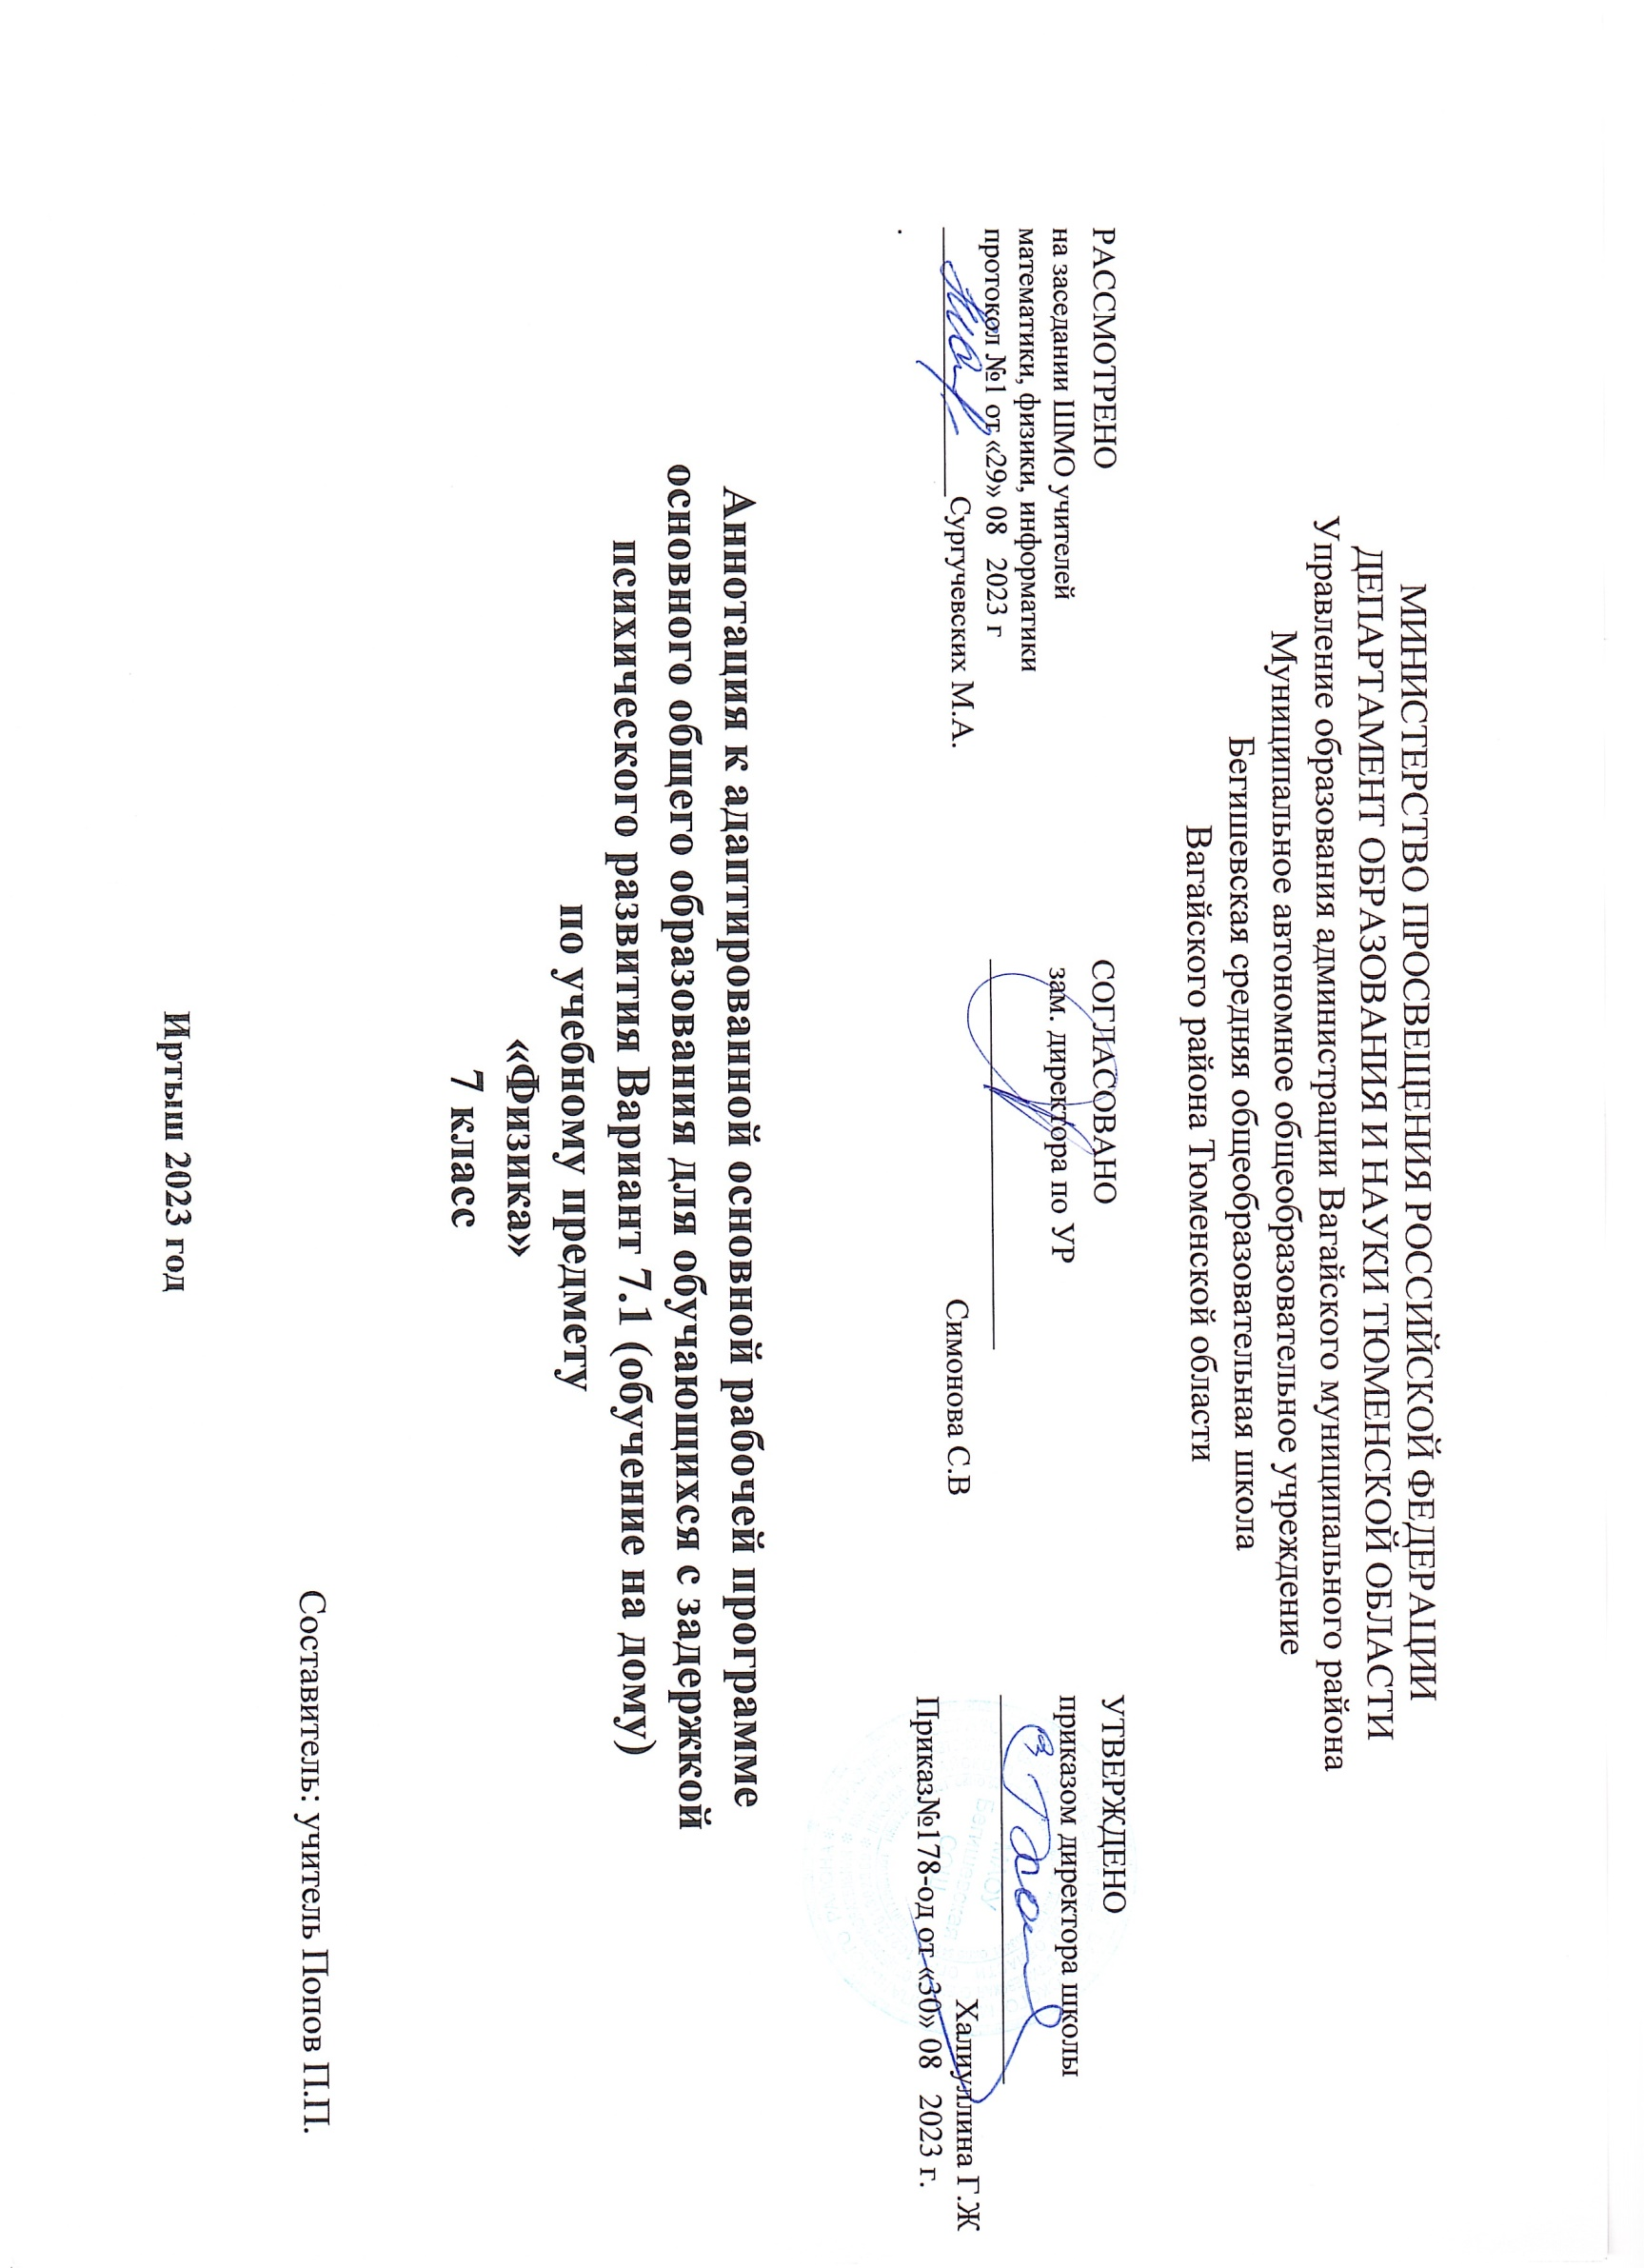 МИНИСТЕРСТВО ПРОСВЕЩЕНИЯ РОССИЙСКОЙ ФЕДЕРАЦИИ
ДЕПАРТАМЕНТ ОБРАЗОВАНИЯ И НАУКИ ТЮМЕНСКОЙ ОБЛАСТИ
Управление образования администрации Вагайского муниципального района
Муниципальное автономное общеобразовательное учреждение
Бегишевская средняя общеобразовательная школа
Вагайского района Тюменской области
РАССМОТРЕНО
на заседании ШМО учителей
математики, физики, информатики
протокол №1 от «29» 08 2023 г
Сургучевских М.А.
СОГЛАСОВАНО
зам. директора по УР
Симонова С.В
УТВЕРЖДЕНО
приказом директора школы
Халиуллина Г.Ж
Приказ№178-од от «30» 08 2023 г.
Аннотация к адаптированной основной рабочей программе
основного общего образования для обучающихся с задержкой
психического развития Вариант 7.1 (обучение на дому)
по учебному предмету
«Физика»
7 класс
Составитель: учитель Попов П.П.
Иртыш 2023 год